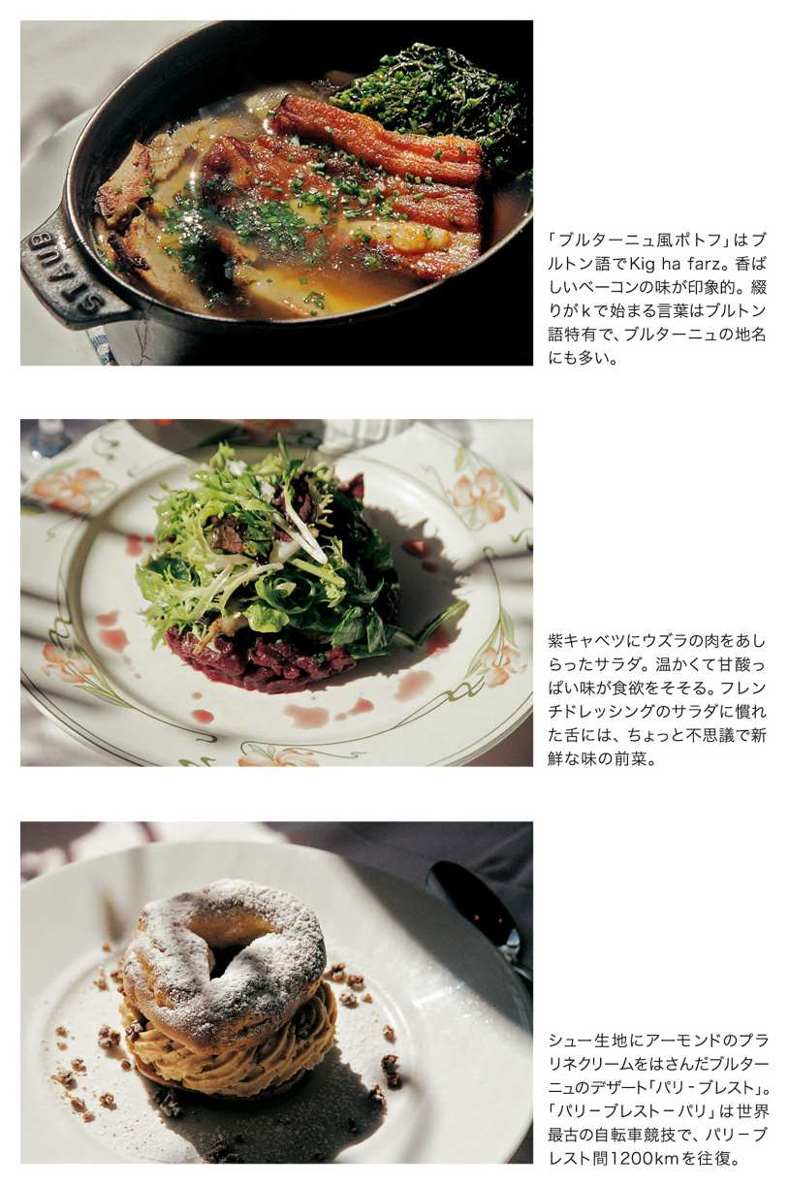 STAUB
「ブルターニュ風ポトフ」はブ
ルトン語でKig ha farz。香ば
しいベーコンの味が印象的。綴
りがkで始まる言葉はブルトン
語特有で、ブルターニュの地名
にも多い。
紫キャベツにウズラの肉をあし
らったサラダ。温かくて甘酸っ
ぱい味が食欲をそそる。フレン
チドレッシングのサラダに慣れ
た舌には、ちょっと不思議で新
鮮な味の前菜。
シュー生地にアーモンドのプラ
リネクリームをはさんだブルター
ニュのデザート「パリ-ブレスト」。
「パリ−ブレスト−パリ」は世界
最古の自転車競技で、パリ−ブ
レスト間1200kmを往復。